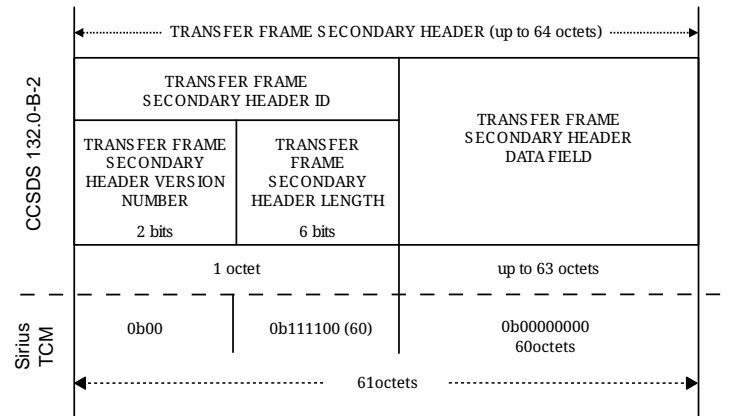 TRANSFER FRAME SECONDARY HEADER (up to 64 octets)
CCSDS 132.0-B-2
TRANSFER FRAME
SECONDARY HEADER ID
TRANSFER FRAME
SECONDARY
HEADER VERSION
NUMBER
2 bits
TRANSFER
FRAME
SECONDARY
HEADER LENGTH
6 bits
TRANSFER FRAME
SECONDARY HEADER
DATA FIELD
1 octet
up to 63 octets
Sirius
TCM
0b00
0b111100 (60)
0b00000000
60octets
61octets